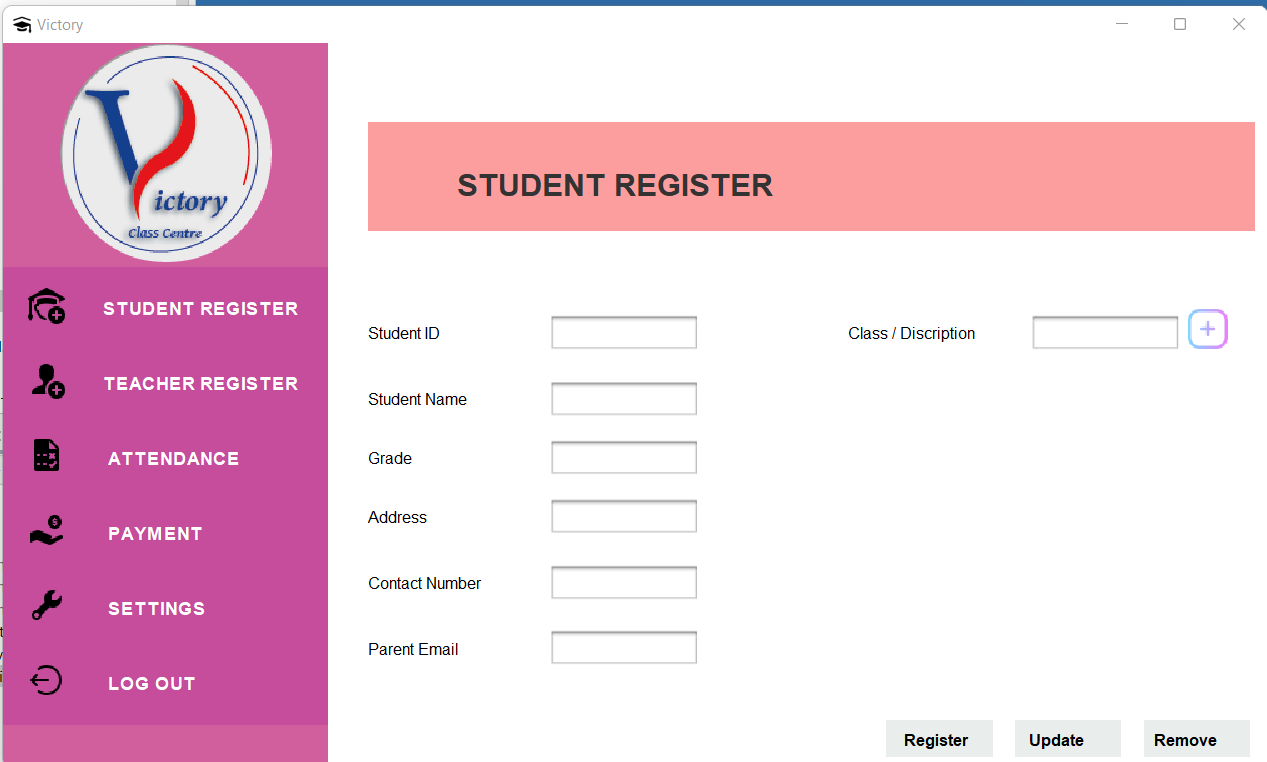 Victory
Victory
Class Centre
STUDENT REGISTER
TEACHER REGISTER
ATTENDANCE
PAYMENT
SETTINGS
LOG OUT
STUDENT REGISTER
Student ID
Class / Discription
Student Name
Grade
Address
Contact Number
Parent Email
Register Update Remove